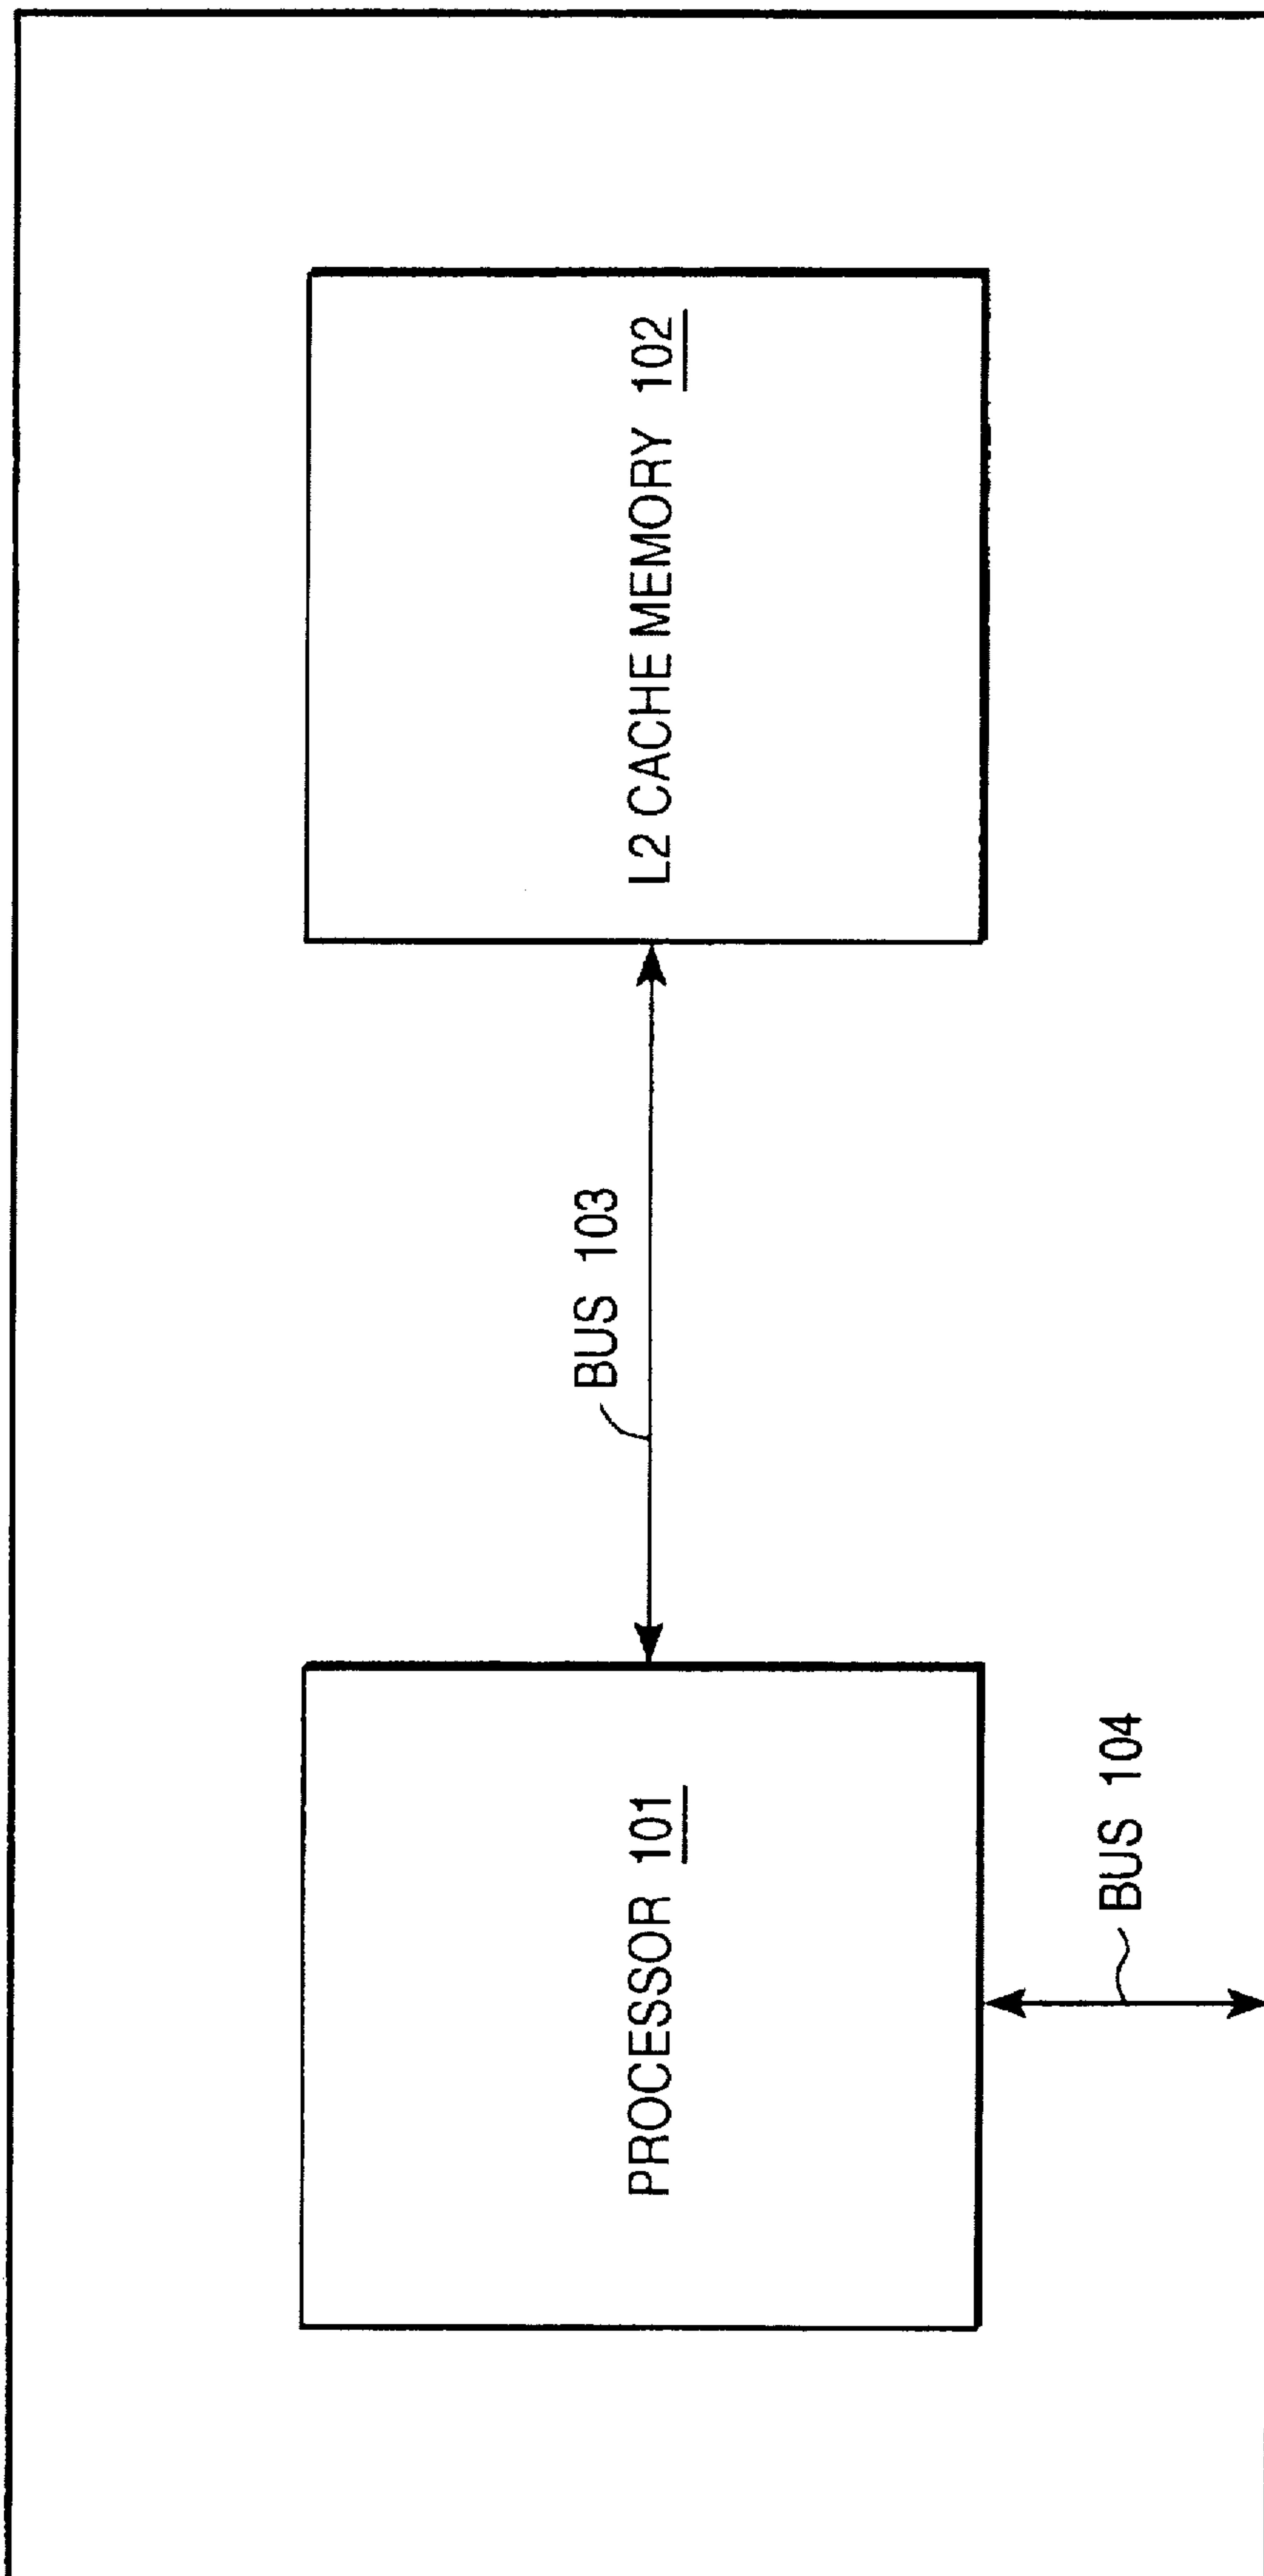 PROCESSOR 101
BUS 103
L2 CACHE MEMORY 102
BUS 104